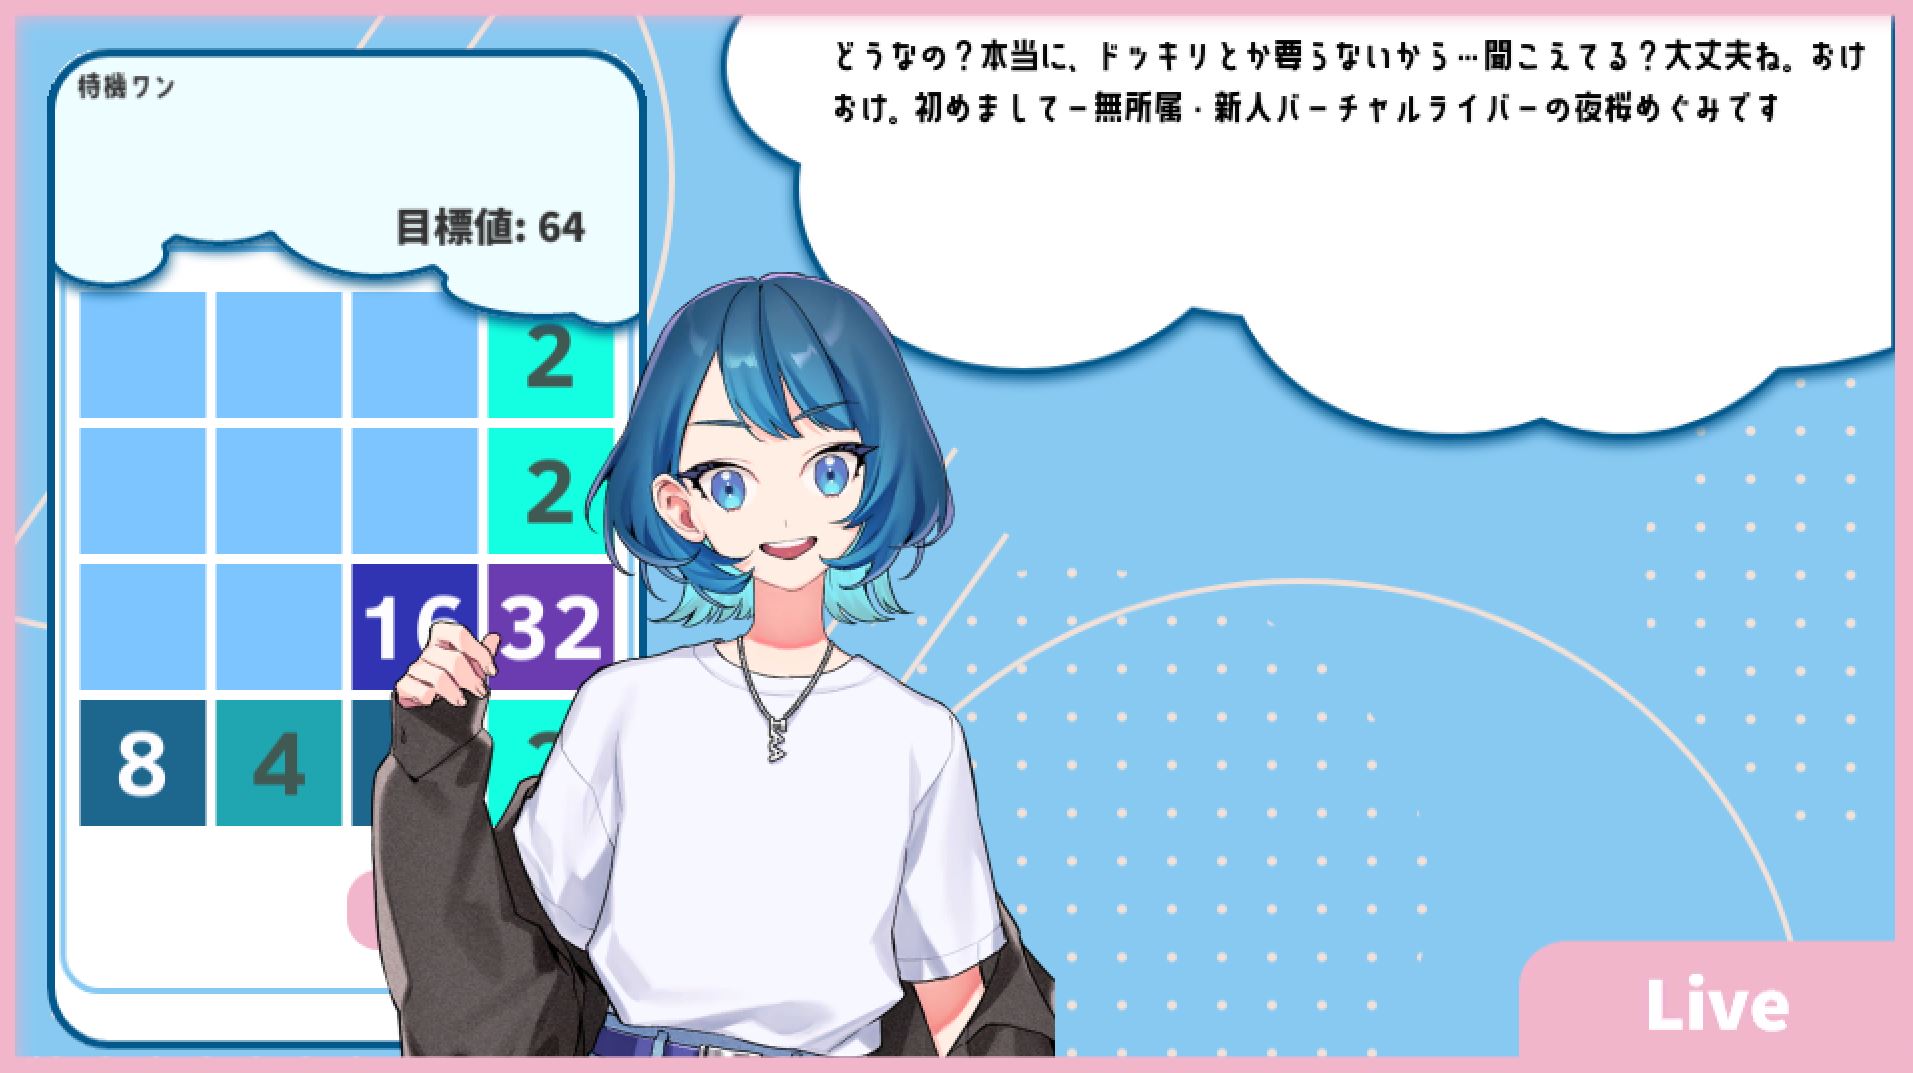 待機ワン
目標値: 64
どうなの？本当に、ドッキリとか要らないから…聞こえてる？大丈夫ね。おけ
おけ。初めまして－無所属・新人バーチャルライバーの夜桜めぐみです
2
2
16 32
8 4 2
Live